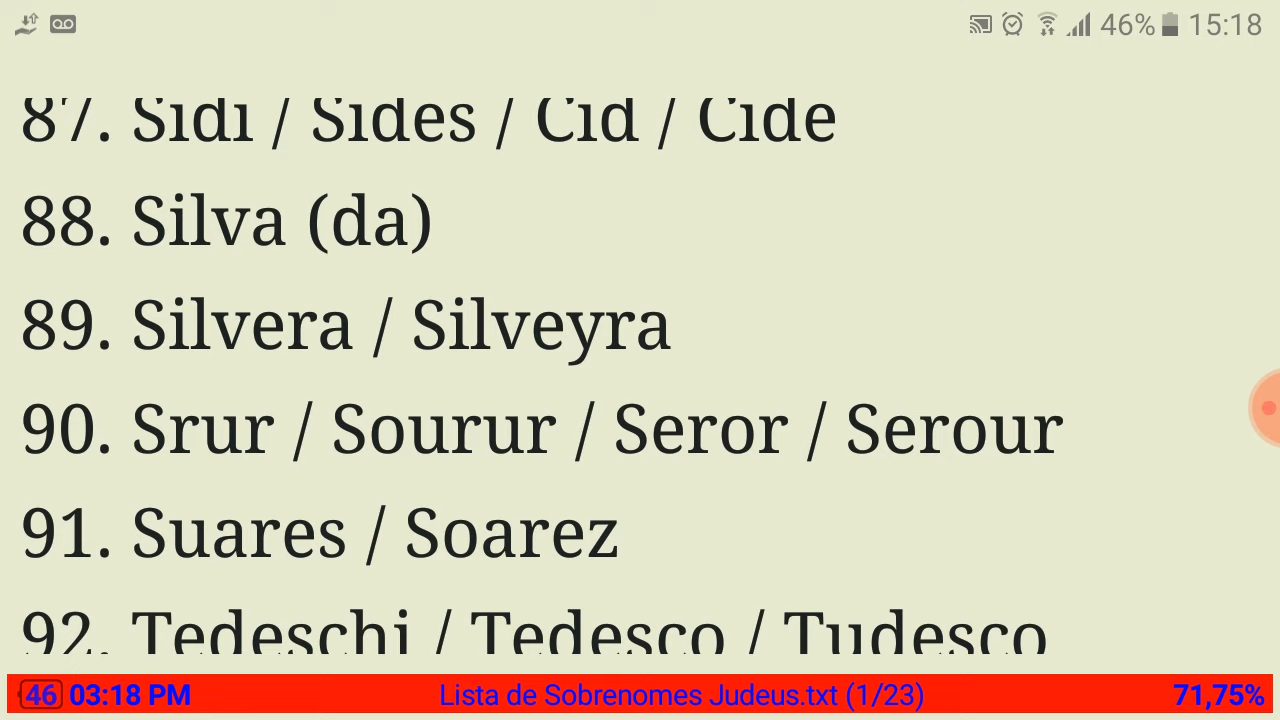 46% 15:18
87. Sidi / Sides / Cid / Cide
88. Silva (da)
89. Silvera / Silveyra
90. Srur / Sourur / Seror / Serour
91. Suares / Soarez
92. Tedeschi / Tedesco / Tudesco
46 03:18 PM Lista de Sobrenomes Judeus.txt (1/23) 71,75%